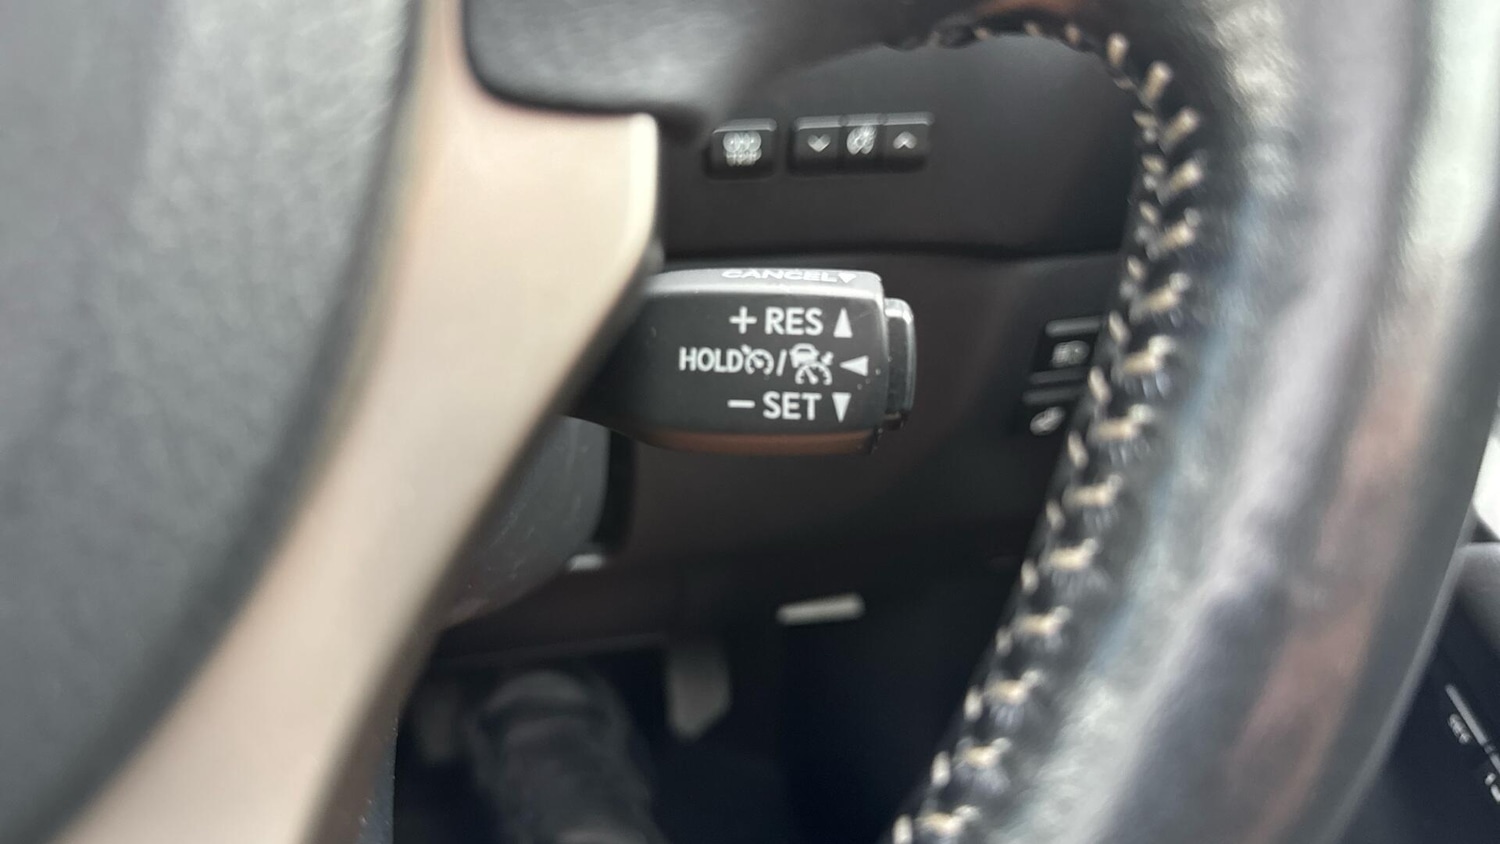 CANCEL▼
+ RES ▲
HOLD / ◀
− SET ▼